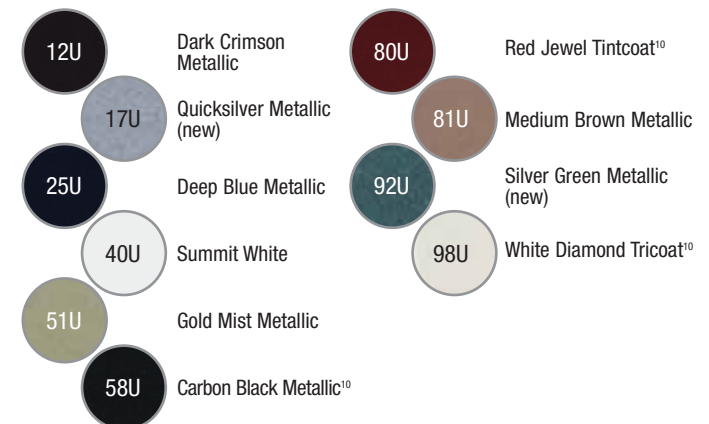 12U
Dark Crimson
Metallic
17U
Quicksilver Metallic
(new)
25U
Deep Blue Metallic
40U
Summit White
51U
Gold Mist Metallic
58U
Carbon Black Metallic¹⁰
80U
Red Jewel Tintcoat¹⁰
81U
Medium Brown Metallic
92U
Silver Green Metallic
(new)
98U
White Diamond Tricoat¹⁰